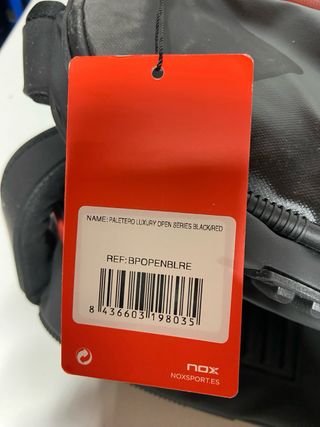 NAME: PALETERO LUXURY OPEN SERIES BLACK/RED
REF: BPOPENBLRE
8 436603 198035
nox
NOXSPORT.ES